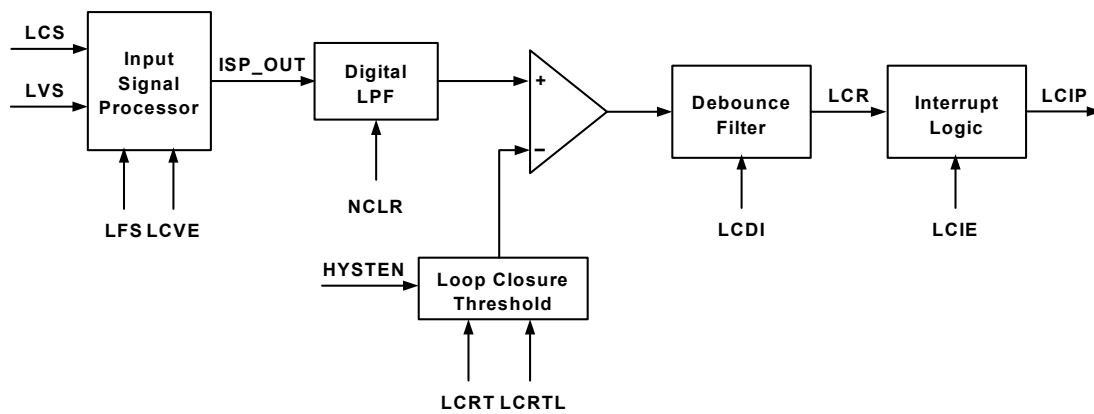 LCS
LVS
Input
Signal
Processor
ISP_OUT
LFS LCVE
Digital
LPF
NCLR
+
−
HYSTEN
Loop Closure
Threshold
LCRT LCRTL
Debounce
Filter
LCDI
LCR
Interrupt
Logic
LCIE
LCIP